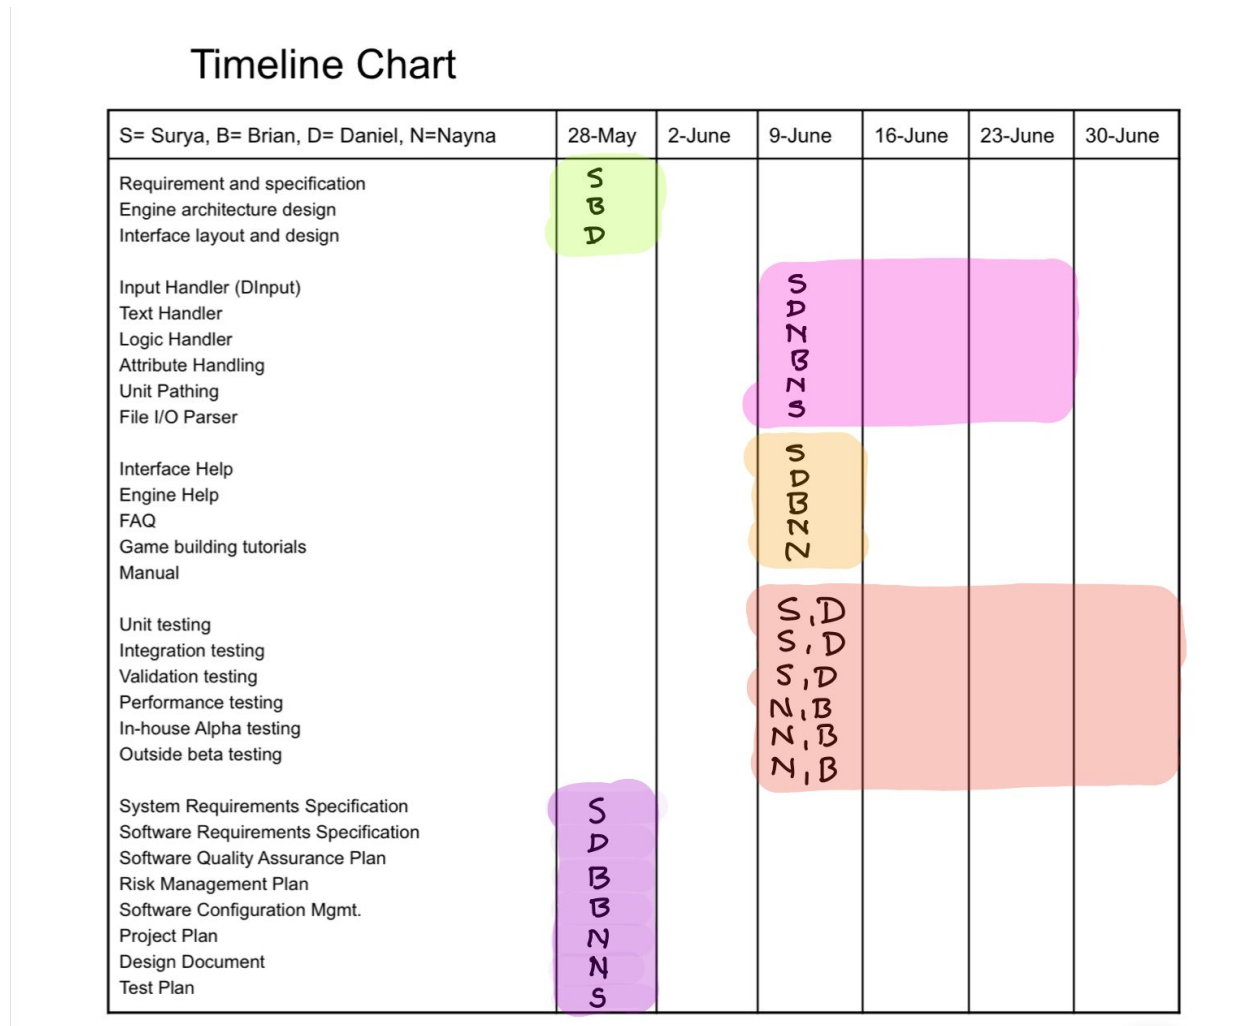 Timeline Chart
S= Surya, B= Brian, D= Daniel, N=Nayna 28-May 2-June 9-June 16-June 23-June 30-June
Requirement and specification S
Engine architecture design B
Interface layout and design D
Input Handler (DInput) S
Text Handler D
Logic Handler N
Attribute Handling B
Unit Pathing N
File I/O Parser S
Interface Help S
Engine Help D
FAQ B
Game building tutorials N
Manual N
Unit testing S,D
Integration testing S,D
Validation testing S,D
Performance testing N,B
In-house Alpha testing N,B
Outside beta testing N,B
System Requirements Specification S
Software Requirements Specification D
Software Quality Assurance Plan
Risk Management Plan B
Software Configuration Mgmt. B
Project Plan N
Design Document N
Test Plan S